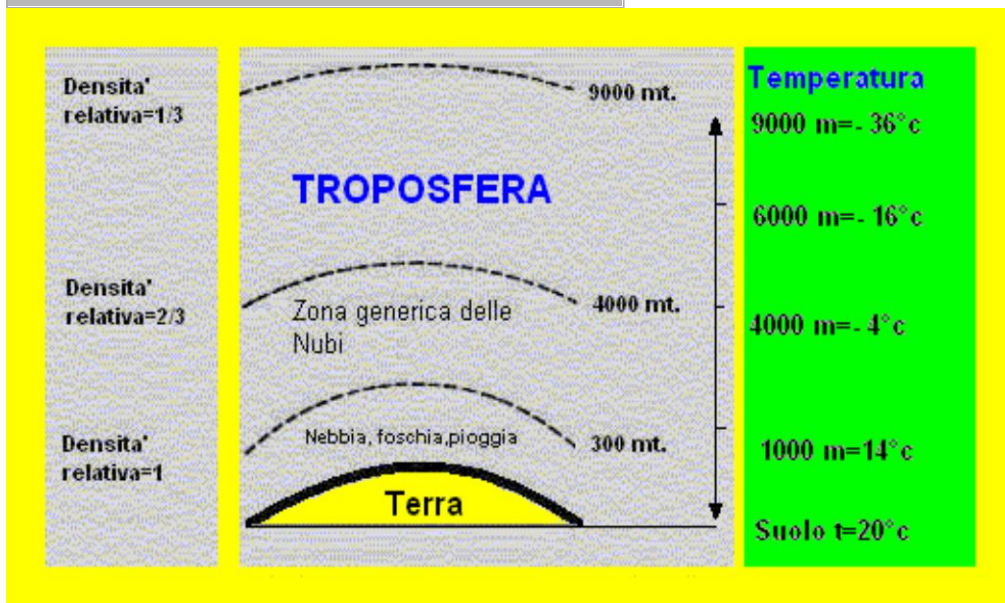 Densita'
relativa=1/3
9000 mt.
TROPOSFERA
Densita'
relativa=2/3
Zona generica delle
Nubi
4000 mt.
Densita'
relativa=1
Nebbia, foschia,pioggia
300 mt.
Terra
Temperatura
9000 m=- 36°c
6000 m=- 16°c
4000 m=- 4°c
1000 m=14°c
Suolo t=20°c